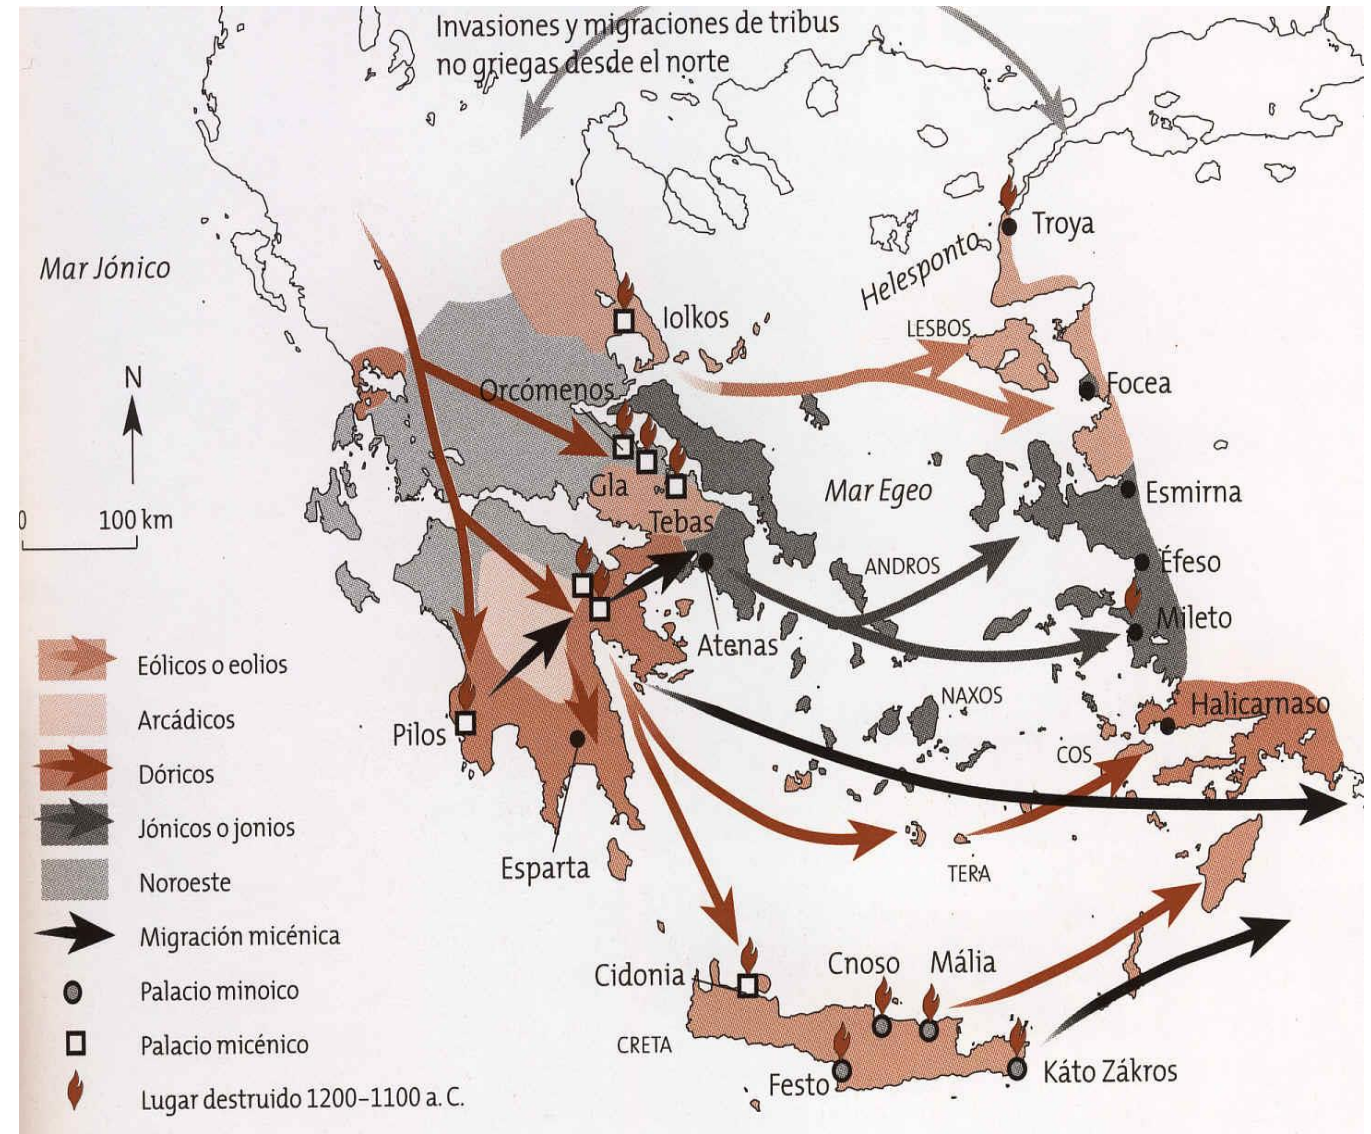 Invasiones y migraciones de tribus
no griegas desde el norte
Troya
Helesponto
Mar Jónico
Iolkos
LESBOS
N
Orcómenos
Focea
Gla
Mar Egeo
Esmirna
0 100 km
Tebas
ANDROS
Éfeso
Mileto
Atenas
Eólicos o eolios
NAXOS
Halicarnaso
Arcádicos
Pilos
COS
Dóricos
Jónicos o jonios
Esparta
TERA
Noroeste
Migración micénica
Cidonia
Cnoso
Mália
Palacio minoico
Palacio micénico
CRETA
Festo
Káto Zákros
Lugar destruido 1200–1100 a. C.